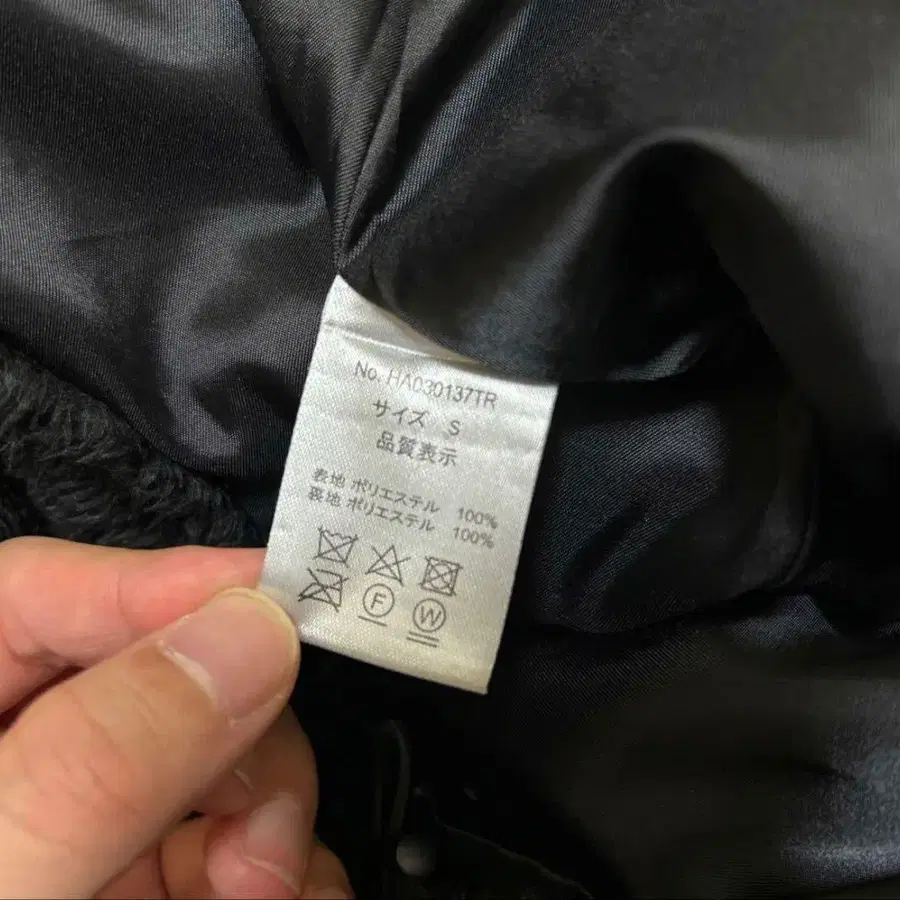 No. HA030137TR
サイズ S
品質表示
表地 ポリエステル 100%
裏地 ポリエステル 100%
F W